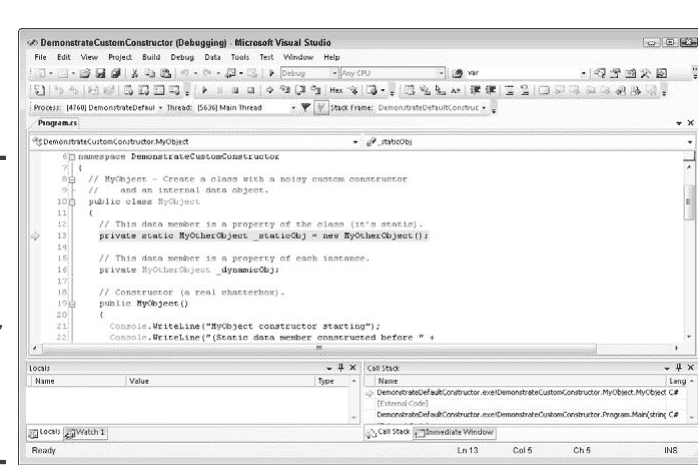 DemonstrateCustomConstructor (Debugging) - Microsoft Visual Studio
File Edit View Project Build Debug Data Tools Test Window Help
Debug Any CPU var
Hex
Process: [4760] DemonstrateDefaul Thread: [5636] Main Thread Stack Frame: DemonstrateDefaultConstruc
Program.cs
DemonstrateCustomConstructor.MyObject _staticObj
6 namespace DemonstrateCustomConstructor
7 {
8 // MyObject - Create a class with a noisy custom constructor
9 // and an internal data object.
10 public class MyObject
11 {
12 // This data member is a property of the class (it's static).
13 private static MyOtherObject _staticObj = new MyOtherObject();
14
15 // This data member is a property of each instance.
16 private MyOtherObject _dynamicObj;
17
18 // Constructor (a real chatterbox).
19 public MyObject()
20 {
21 Console.WriteLine("MyObject constructor starting");
22 Console.WriteLine("(Static data member constructed before " +
Locals
Name Value Type
Call Stack
Name Lang
DemonstrateDefaultConstructor.exe!DemonstrateCustomConstructor.MyObject.MyObject C#
[External Code]
DemonstrateDefaultConstructor.exe!DemonstrateCustomConstructor.Program.Main(string C#
Locals Watch 1
Call Stack Immediate Window
Ready Ln 13 Col 5 Ch 5 INS